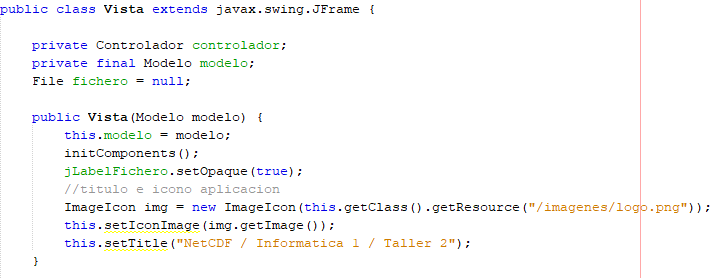 public class Vista extends javax.swing.JFrame {
private Controlador controlador;
private final Modelo modelo;
File fichero = null;
public Vista(Modelo modelo) {
this.modelo = modelo;
initComponents();
jLabelFichero.setOpaque(true);
//titulo e icono aplicacion
ImageIcon img = new ImageIcon(this.getClass().getResource("/imagenes/logo.png"));
this.setIconImage(img.getImage());
this.setTitle("NetCDF / Informatica 1 / Taller 2");
}